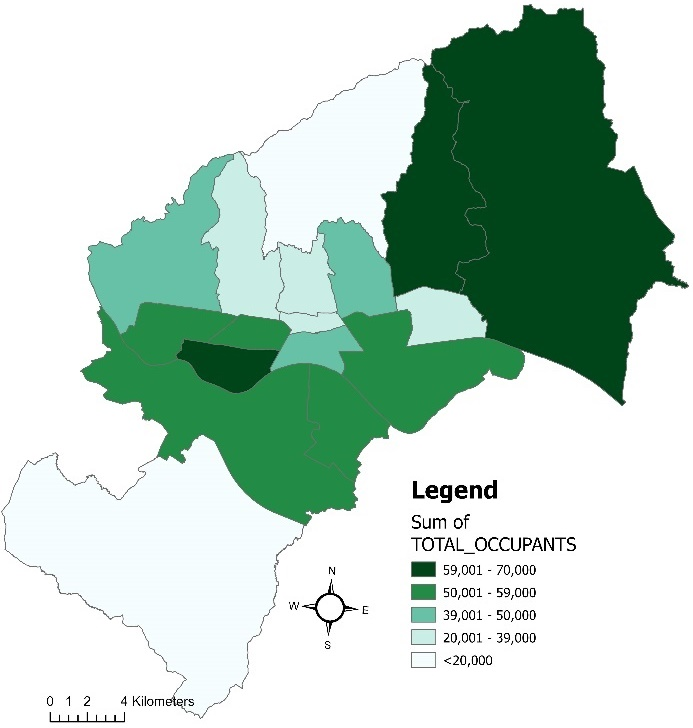 Legend
Sum of
TOTAL_OCCUPANTS
59,001 - 70,000
50,001 - 59,000
39,001 - 50,000
20,001 - 39,000
<20,000
N
W E
S
0 1 2 4 Kilometers